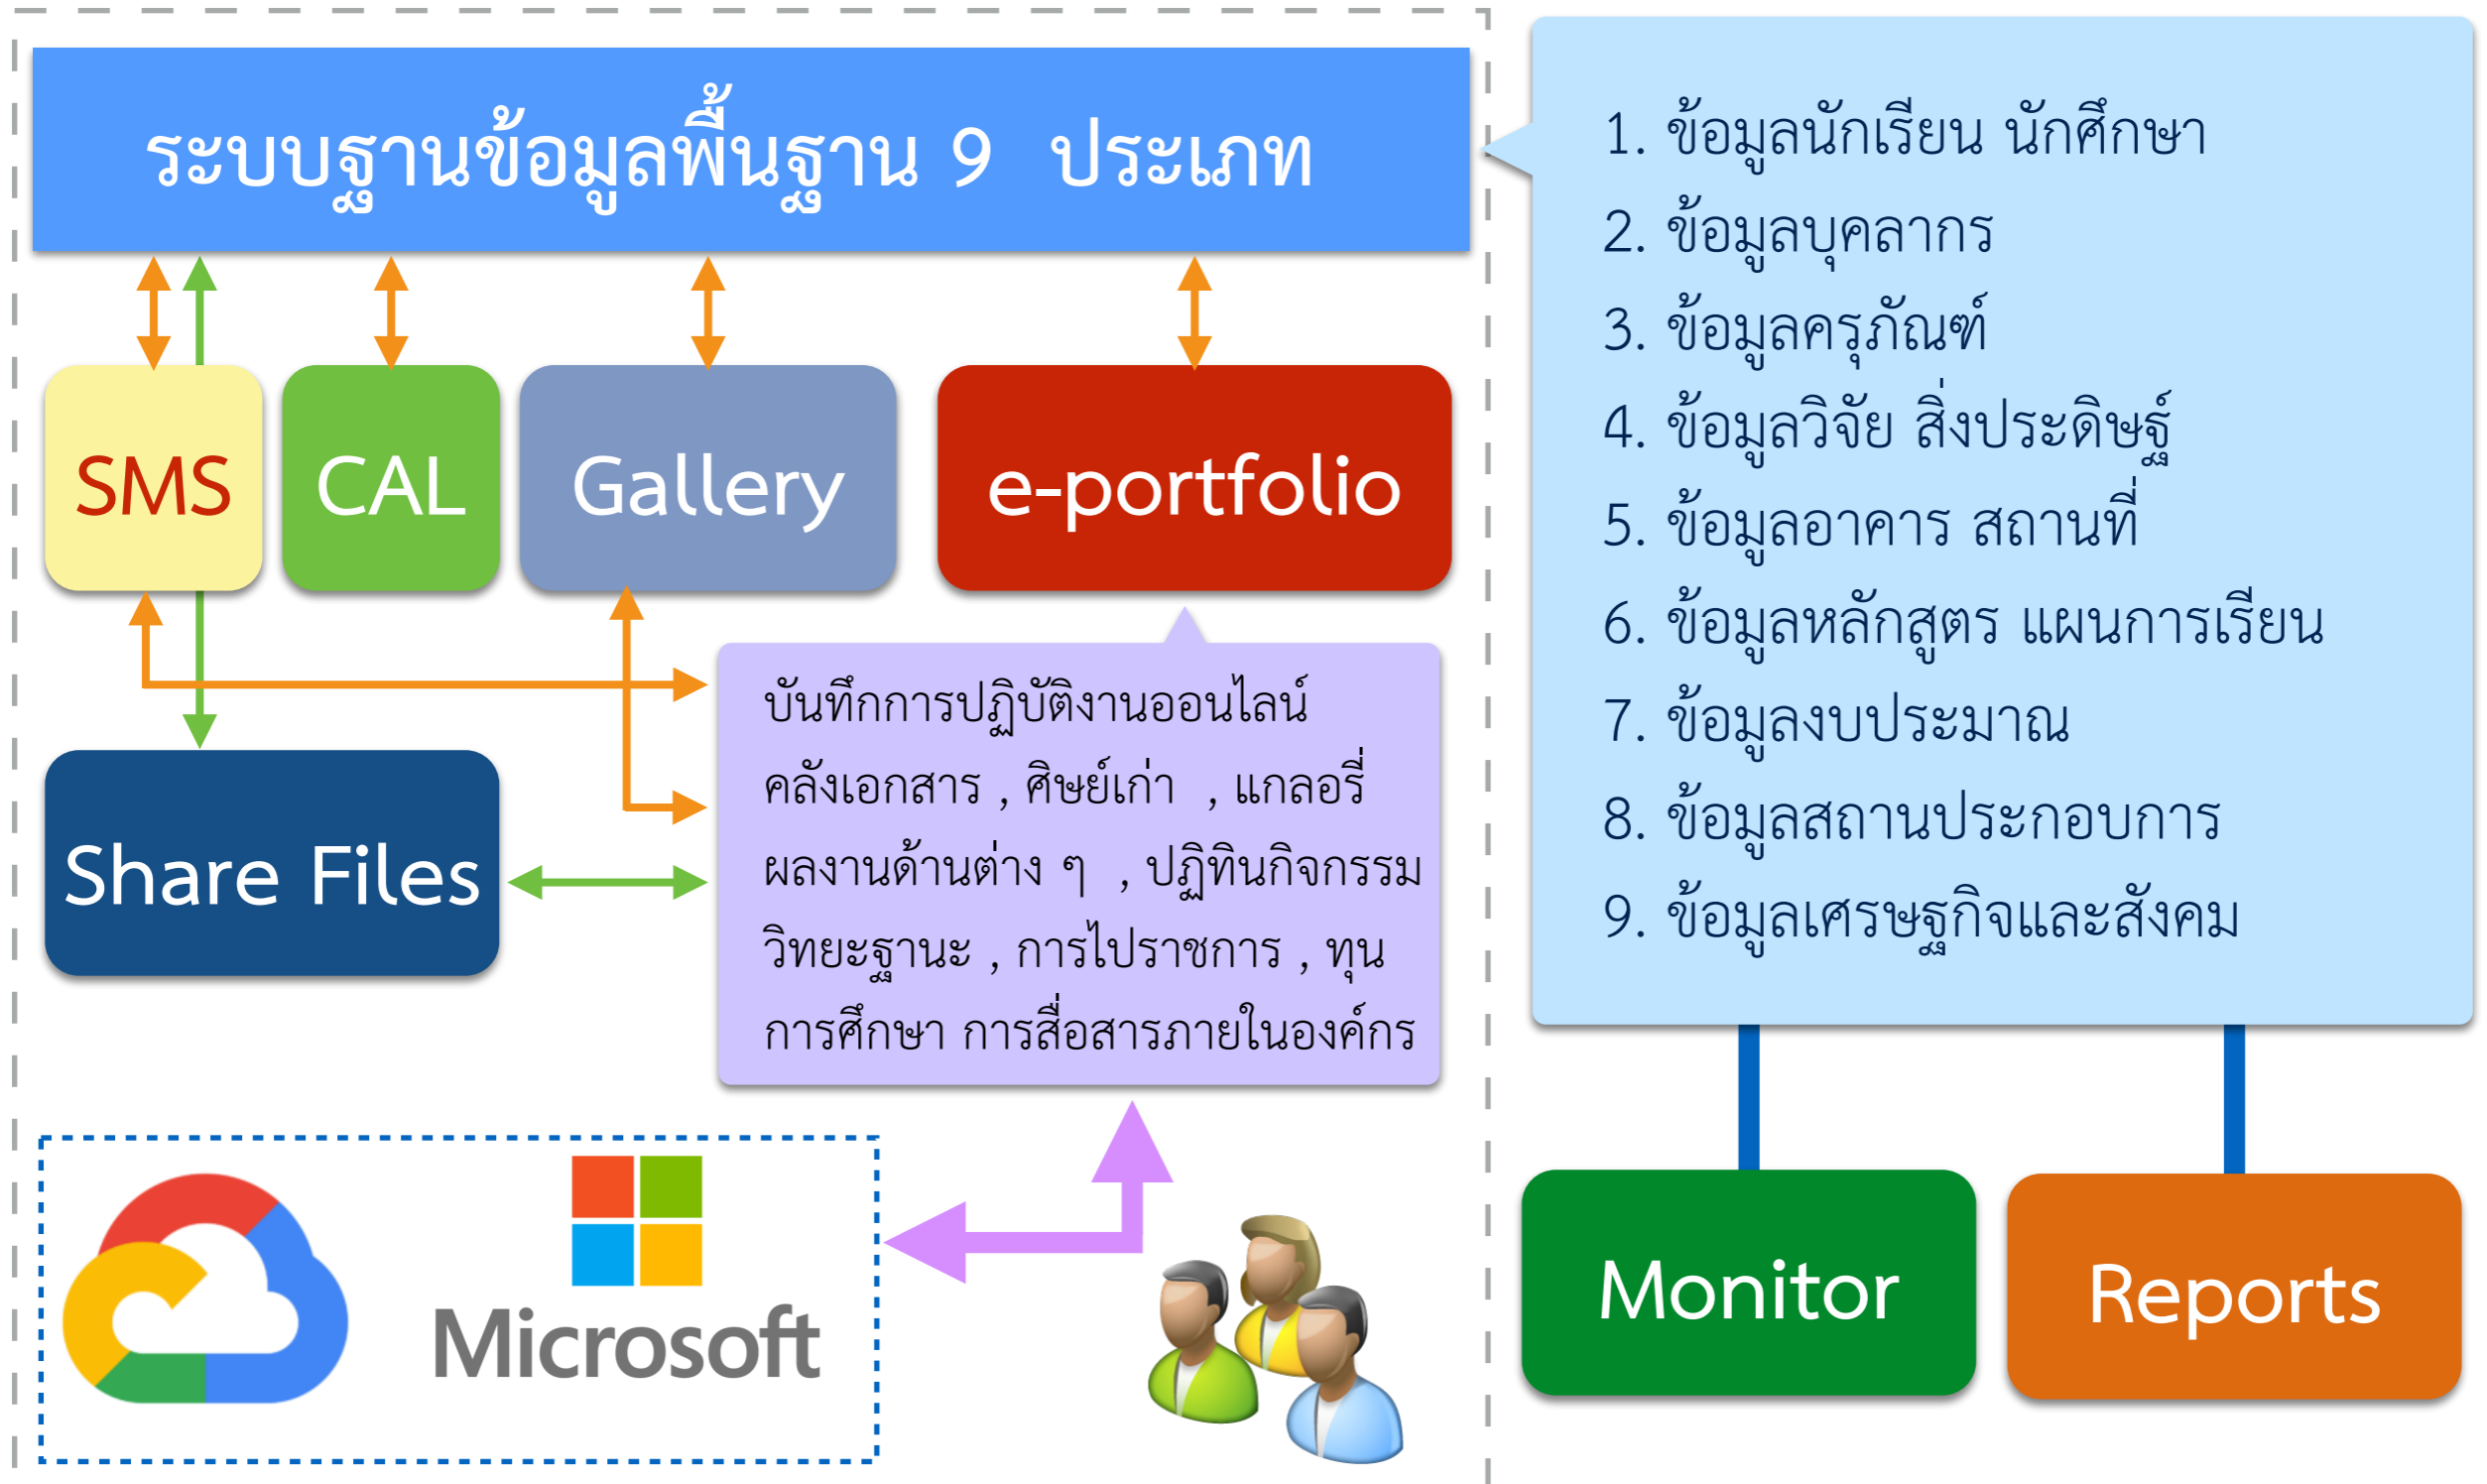 ระบบฐานข้อมูลพื้นฐาน 9 ประเภท
SMS
CAL
Gallery
e-portfolio
บันทึกการปฏิบัติงานออนไลน์
คลังเอกสาร , ศิษย์เก่า , แกลอรี่
ผลงานด้านต่าง ๆ , ปฏิทินกิจกรรม
วิทยะฐานะ , การไปราชการ , ทุน
การศึกษา การสื่อสารภายในองค์กร
Share Files
Microsoft
1. ข้อมูลนักเรียน นักศึกษา
2. ข้อมูลบุคลากร
3. ข้อมูลครุภัณฑ์
4. ข้อมูลวิจัย สิ่งประดิษฐ์
5. ข้อมูลอาคาร สถานที่
6. ข้อมูลหลักสูตร แผนการเรียน
7. ข้อมูลงบประมาณ
8. ข้อมูลสถานประกอบการ
9. ข้อมูลเศรษฐกิจและสังคม
Monitor
Reports